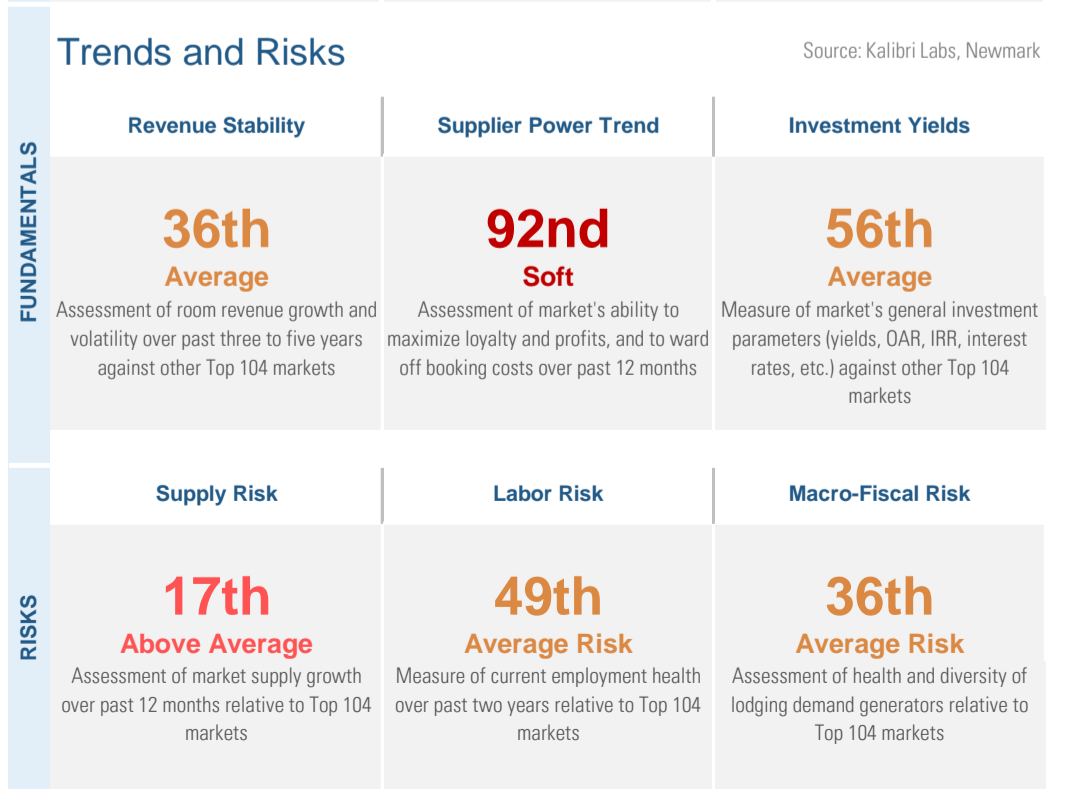 Trends and Risks
Source: Kalibri Labs, Newmark
FUNDAMENTALS
Revenue Stability
36th
Average
Assessment of room revenue growth and
volatility over past three to five years
against other Top 104 markets
Supplier Power Trend
92nd
Soft
Assessment of market's ability to
maximize loyalty and profits, and to ward
off booking costs over past 12 months
Investment Yields
56th
Average
Measure of market's general investment
parameters (yields, OAR, IRR, interest
rates, etc.) against other Top 104
markets
RISKS
Supply Risk
17th
Above Average
Assessment of market supply growth
over past 12 months relative to Top 104
markets
Labor Risk
49th
Average Risk
Measure of current employment health
over past two years relative to Top 104
markets
Macro-Fiscal Risk
36th
Average Risk
Assessment of health and diversity of
lodging demand generators relative to
Top 104 markets